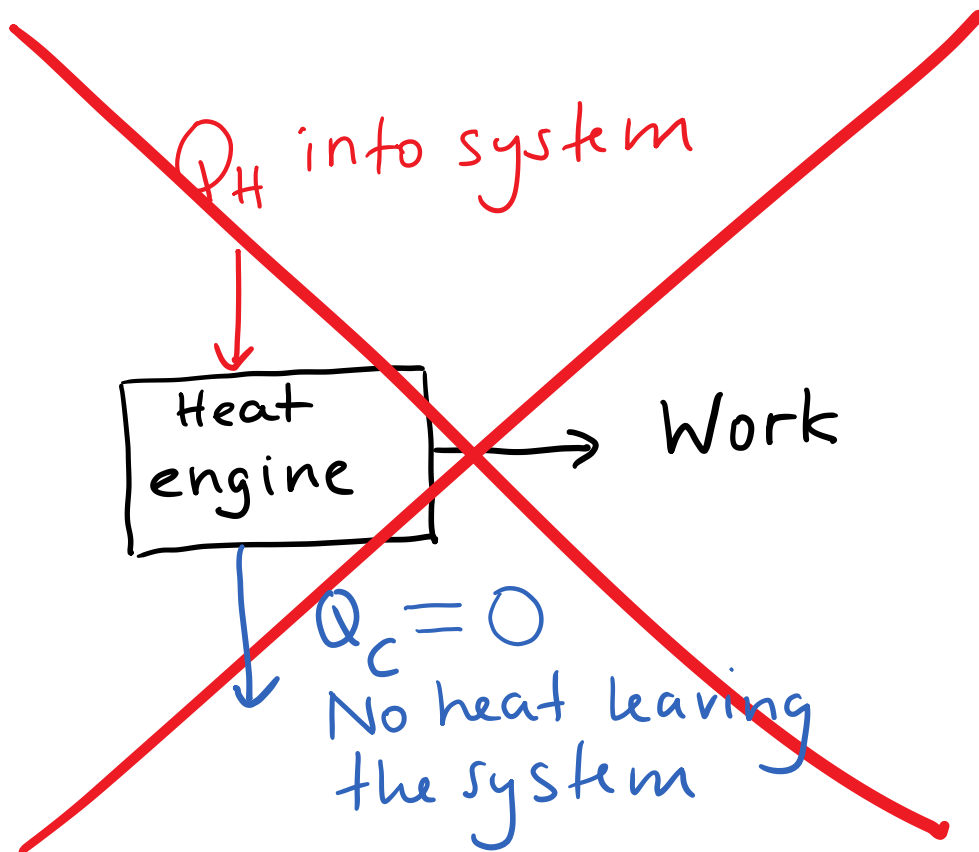 QH into system
Heat
engine
Work
QC = 0
No heat leaving
the system